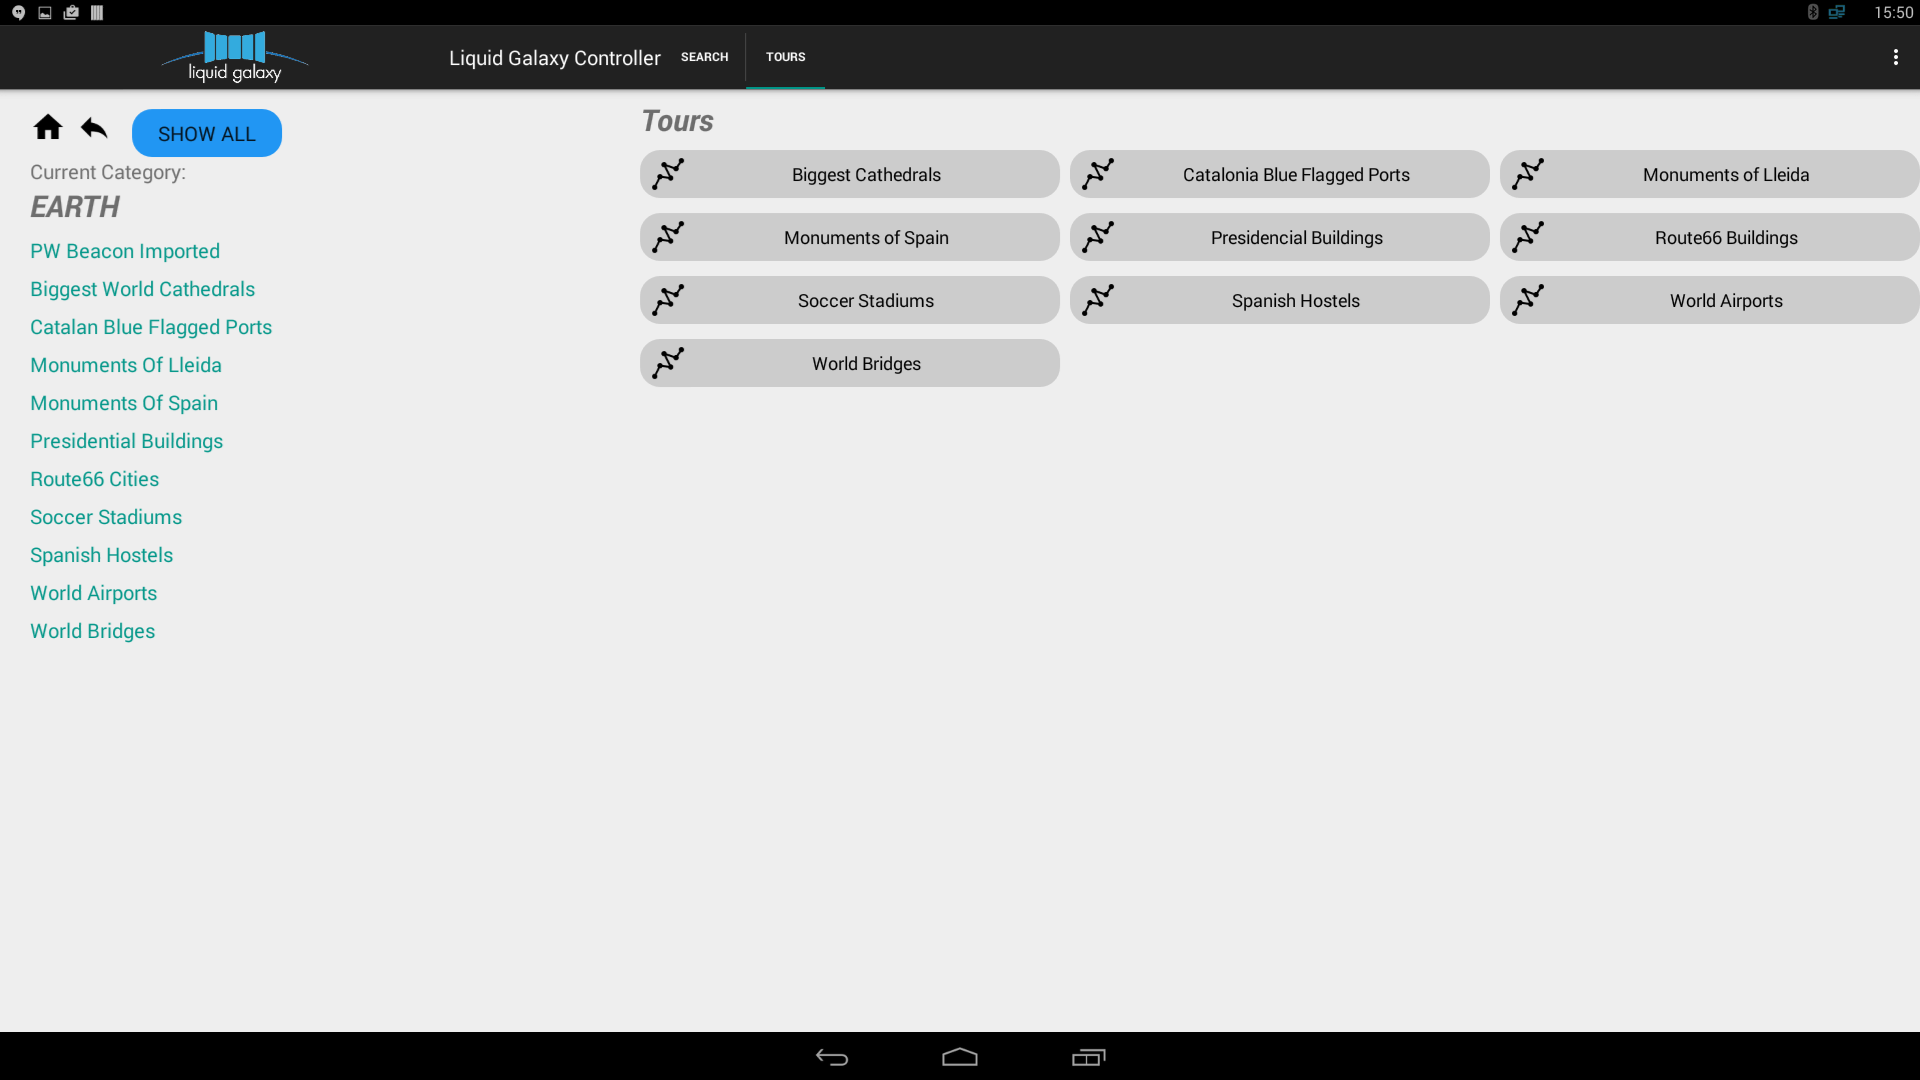 15:50
liquid galaxy
Liquid Galaxy Controller
SEARCH
TOURS
SHOW ALL
Current Category:
EARTH
PW Beacon Imported
Biggest World Cathedrals
Catalan Blue Flagged Ports
Monuments Of Lleida
Monuments Of Spain
Presidential Buildings
Route66 Cities
Soccer Stadiums
Spanish Hostels
World Airports
World Bridges
Tours
Biggest Cathedrals
Catalonia Blue Flagged Ports
Monuments of Lleida
Monuments of Spain
Presidencial Buildings
Route66 Buildings
Soccer Stadiums
Spanish Hostels
World Airports
World Bridges